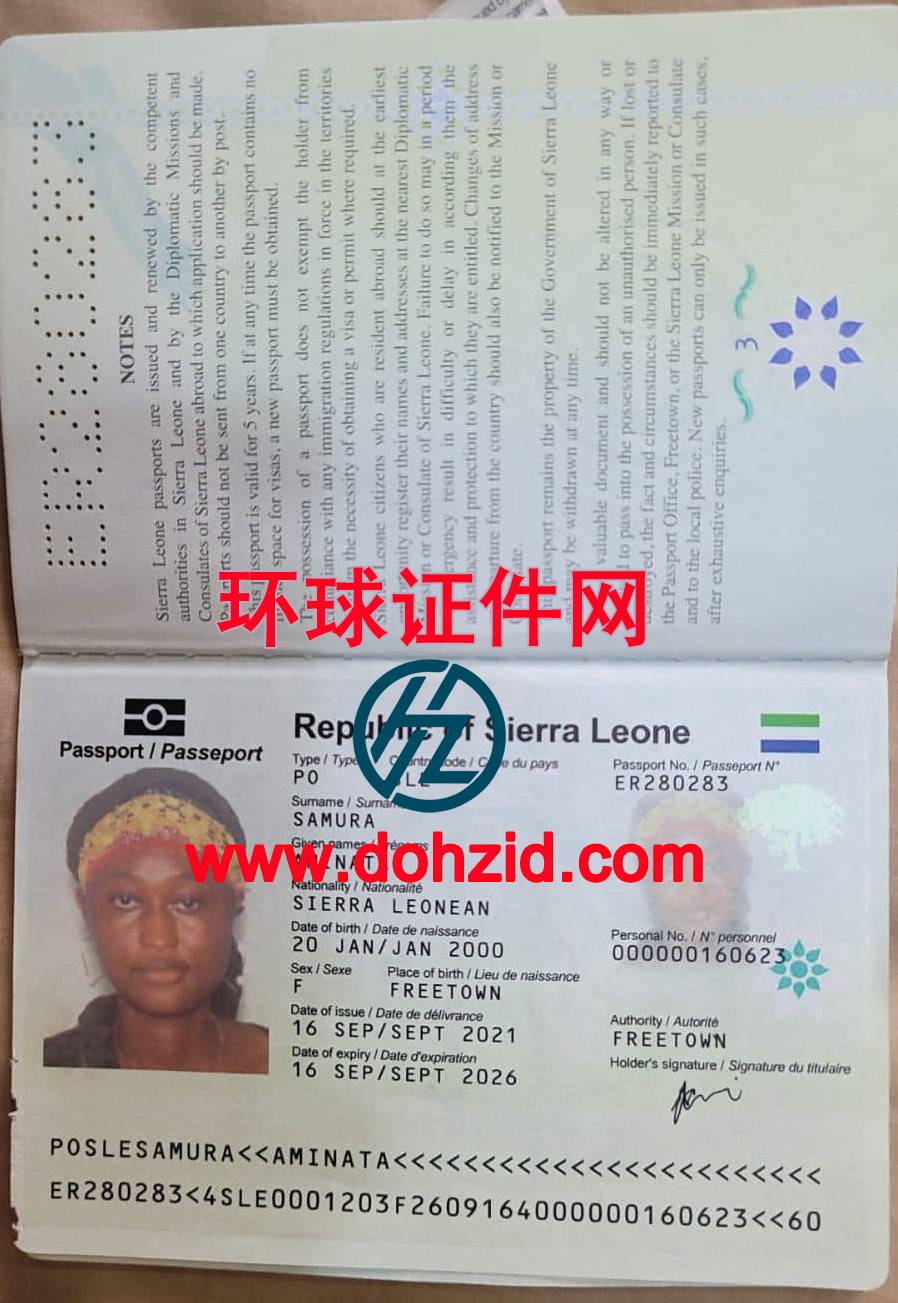 ER280283
NOTES
Sierra Leone passports are issued and renewed by the competent
authorities in Sierra Leone and by the Diplomatic Missions and
Consulates of Sierra Leone abroad to which application should be made.
should not be sent from one country to another by post.
passport is valid for 5 years. If at any time the passport contains no
space for visas, a new passport must be obtained.
possession of a passport does not exempt the holder from
with any immigration regulations in force in the territories
the necessity of obtaining a visa or permit where required.
Leone citizens who are resident abroad should at the earliest
register their names and addresses at the nearest Diplomatic
or Consulate of Sierra Leone. Failure to do so may in a period
result in difficulty or delay in according them the
and protection to which they are entitled. Changes of address
from the country should also be notified to the Mission or
passport remains the property of the Government of Sierra Leone
may be withdrawn at any time.
valuable document and should not be altered in any way or
to pass into the possession of an unauthorised person. If lost or
destroyed, the fact and circumstances should be immediately reported to
the Passport Office, Freetown, or the Sierra Leone Mission or Consulate
and to the local police. New passports can only be issued in such cases,
after exhaustive enquiries.
3
环球证件网
HZ
www.dohzid.com
Republic of Sierra Leone
Passport / Passeport
Type / Type
du pays
Passport No. / Passeport N°
PO
ER280283
Surname /
SAMURA
Given names /
Nationality / Nationalité
SIERRA LEONEAN
Date of birth / Date de naissance
Personal No. / N° personnel
20 JAN/JAN 2000
000000160623
Sex / Sexe Place of birth / Lieu de naissance
F FREETOWN
Date of issue / Date de délivrance
Authority / Autorité
16 SEP/SEPT 2021
FREETOWN
Date of expiry / Date d'expiration
Holder's signature / Signature du titulaire
16 SEP/SEPT 2026
POSLESAMURA<<AMINATA<<<<<<<<<<<<<<<<<<<<<<<<
ER280283<4SLE0001203F2609164000000160623<<60